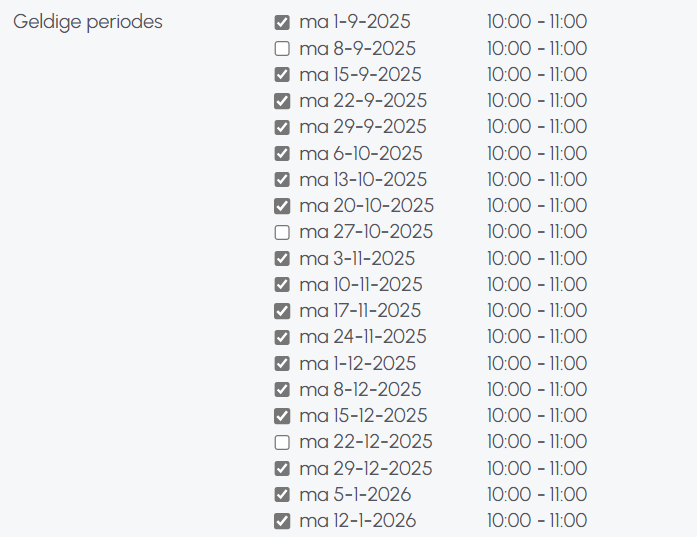 Geldige periodes
ma 1-9-2025 10:00 - 11:00
ma 8-9-2025 10:00 - 11:00
ma 15-9-2025 10:00 - 11:00
ma 22-9-2025 10:00 - 11:00
ma 29-9-2025 10:00 - 11:00
ma 6-10-2025 10:00 - 11:00
ma 13-10-2025 10:00 - 11:00
ma 20-10-2025 10:00 - 11:00
ma 27-10-2025 10:00 - 11:00
ma 3-11-2025 10:00 - 11:00
ma 10-11-2025 10:00 - 11:00
ma 17-11-2025 10:00 - 11:00
ma 24-11-2025 10:00 - 11:00
ma 1-12-2025 10:00 - 11:00
ma 8-12-2025 10:00 - 11:00
ma 15-12-2025 10:00 - 11:00
ma 22-12-2025 10:00 - 11:00
ma 29-12-2025 10:00 - 11:00
ma 5-1-2026 10:00 - 11:00
ma 12-1-2026 10:00 - 11:00